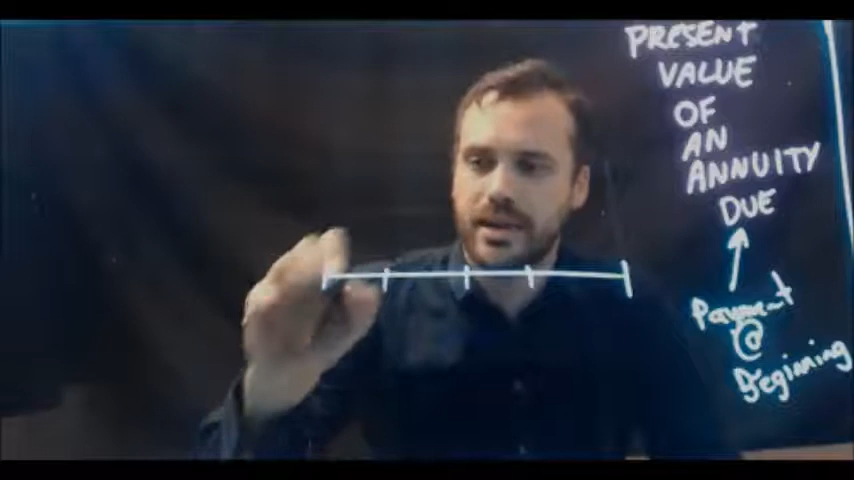 PRESENT
VALUE
OF
AN
ANNUITY
DUE
Payment
@
Beginning